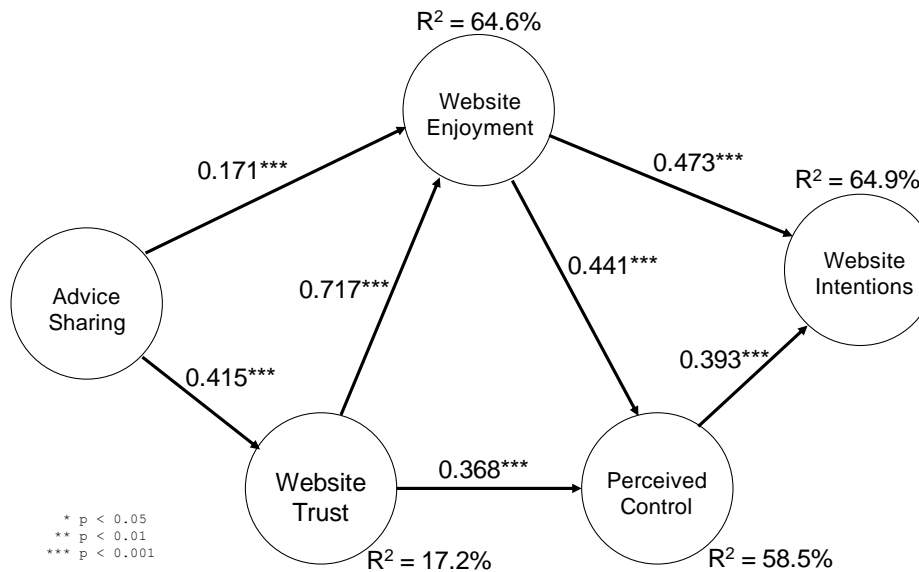 R² = 64.6%
Website
Enjoyment
0.171***
0.473***
R² = 64.9%
Website
Intentions
0.717***
0.441***
Advice
Sharing
0.415***
0.393***
Website
Trust
0.368***
Perceived
Control
* p < 0.05
** p < 0.01
*** p < 0.001
R² = 17.2%
R² = 58.5%